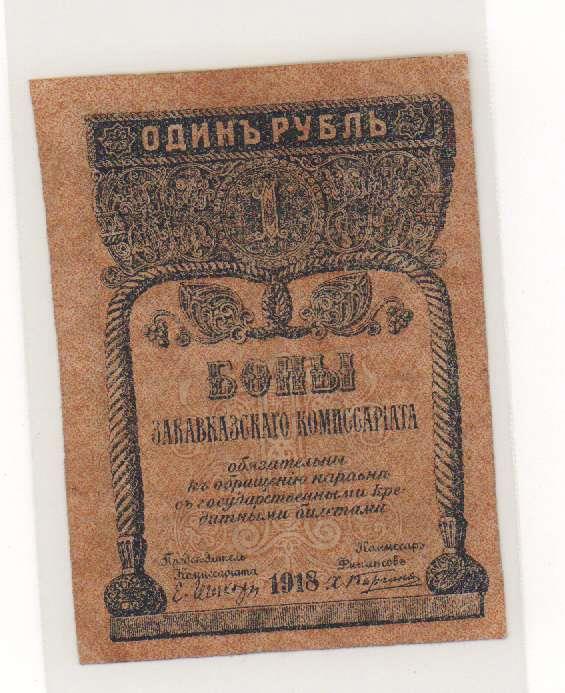 ОДИНЪ РУБЛЬ
1
БОНЫ
ЗАКАВКАЗСКАГО КОМИССАРІАТА
обязательны
къ обращенію наравнѣ
съ государственными кре-
дитными билетами
Предсѣдатель
Комиссаріата
Комиссаръ
Финансовъ
1918